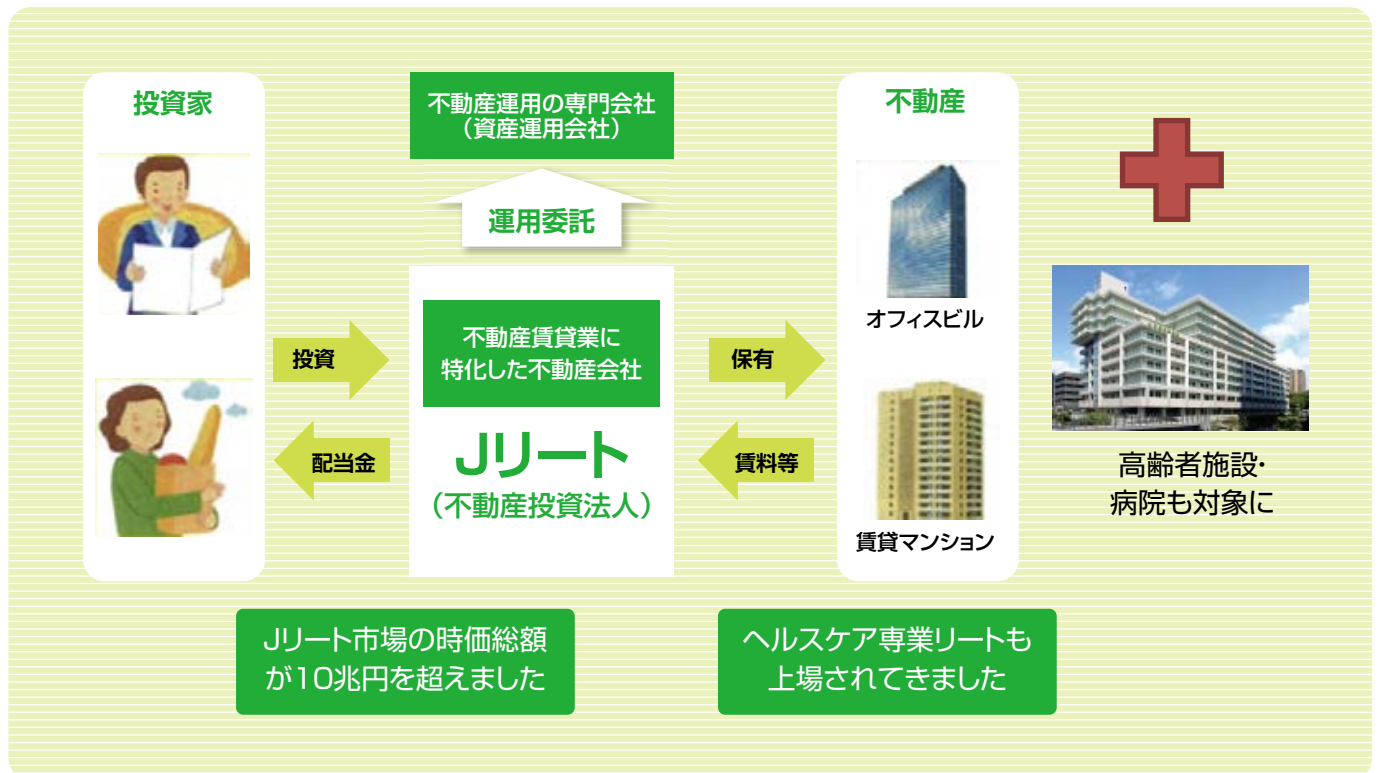 投資家
不動産運用の専門会社
（資産運用会社）
運用委託
不動産賃貸業に
特化した不動産会社
Jリート
（不動産投資法人）
投資
配当金
保有
賃料等
不動産
オフィスビル
賃貸マンション
高齢者施設・
病院も対象に
Jリート市場の時価総額
が10兆円を超えました
ヘルスケア専業リートも
上場されてきました